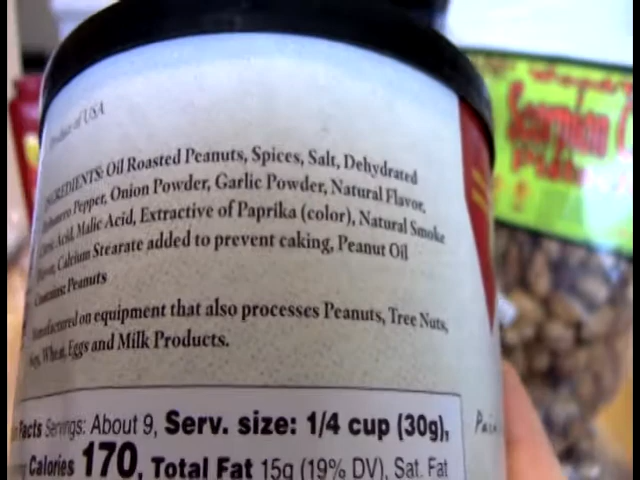 Product of USA
INGREDIENTS: Oil Roasted Peanuts, Spices, Salt, Dehydrated
Habanero Pepper, Onion Powder, Garlic Powder, Natural Flavor,
Citric Acid, Malic Acid, Extractive of Paprika (color), Natural Smoke
Flavor, Calcium Stearate added to prevent caking, Peanut Oil
Contains: Peanuts
Manufactured on equipment that also processes Peanuts, Tree Nuts,
Soy, Wheat, Eggs and Milk Products.
Facts Servings: About 9, Serv. size: 1/4 cup (30g),
Calories 170, Total Fat 15g (19% DV), Sat. Fat
Scorpion